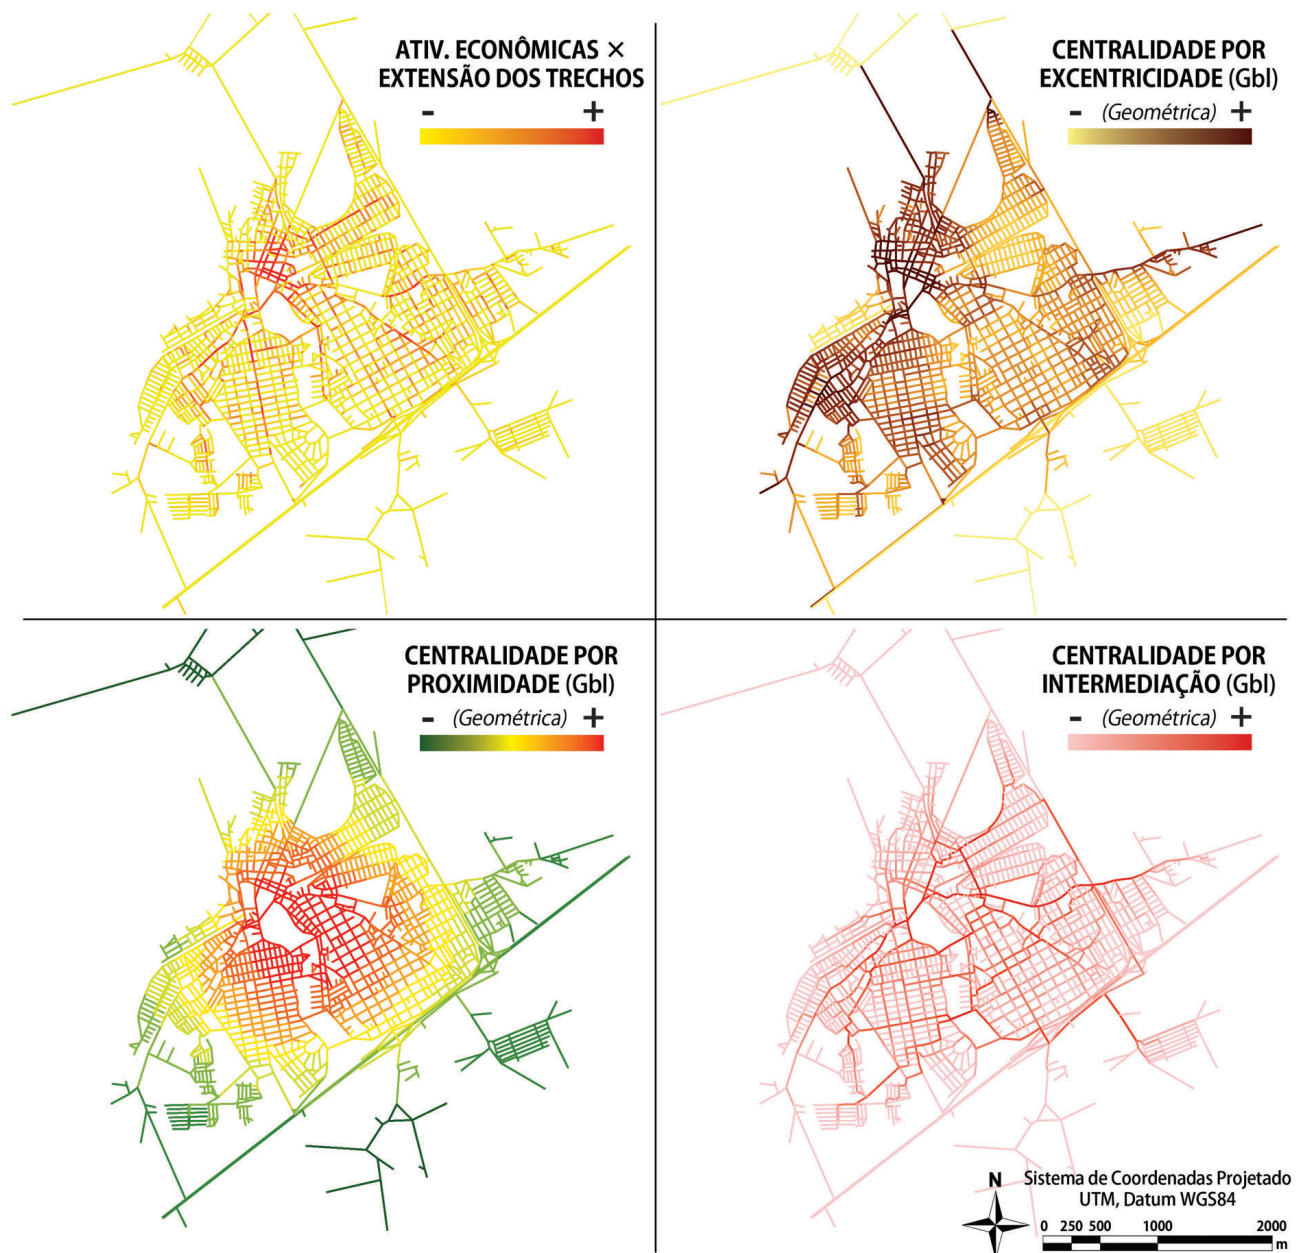 ATIV. ECONÔMICAS ×
EXTENSÃO DOS TRECHOS
- +
CENTRALIDADE POR
EXCENTRICIDADE (Gbl)
- (Geométrica) +
CENTRALIDADE POR
PROXIMIDADE (Gbl)
- (Geométrica) +
CENTRALIDADE POR
INTERMEDIAÇÃO (Gbl)
- (Geométrica) +
N
Sistema de Coordenadas Projetado
UTM, Datum WGS84
0 250 500 1000 2000
m